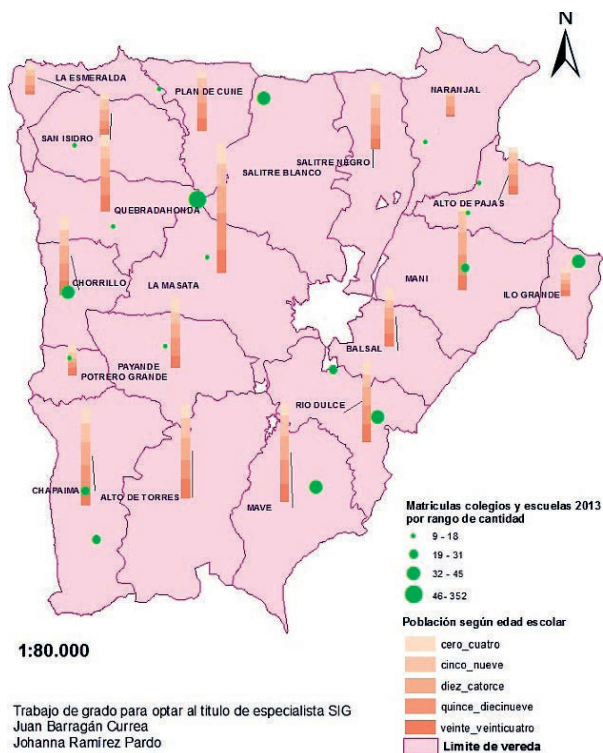 N
LA ESMERALDA
PLAN DE CUNE
NARANJAL
SAN ISIDRO
SALITRE NEGRO
SALITRE BLANCO
ALTO DE PAJAS
QUEBRADAHONDA
CHORRILLO
LA MASATA
MANI
ILO GRANDE
BALSAL
PAYANDE
POTRERO GRANDE
RIO DULCE
CHAPAIMA
ALTO DE TORRES
MAVE
Matriculas colegios y escuelas 2013
por rango de cantidad
9 - 18
19 - 31
32 - 45
46- 352
Población según edad escolar
cero_cuatro
cinco_nueve
diez_catorce
quince_diecinueve
veinte_veinticuatro
Limite de vereda
1:80.000
Trabajo de grado para optar al titulo de especialista SIG
Juan Barragán Currea
Johanna Ramírez Pardo